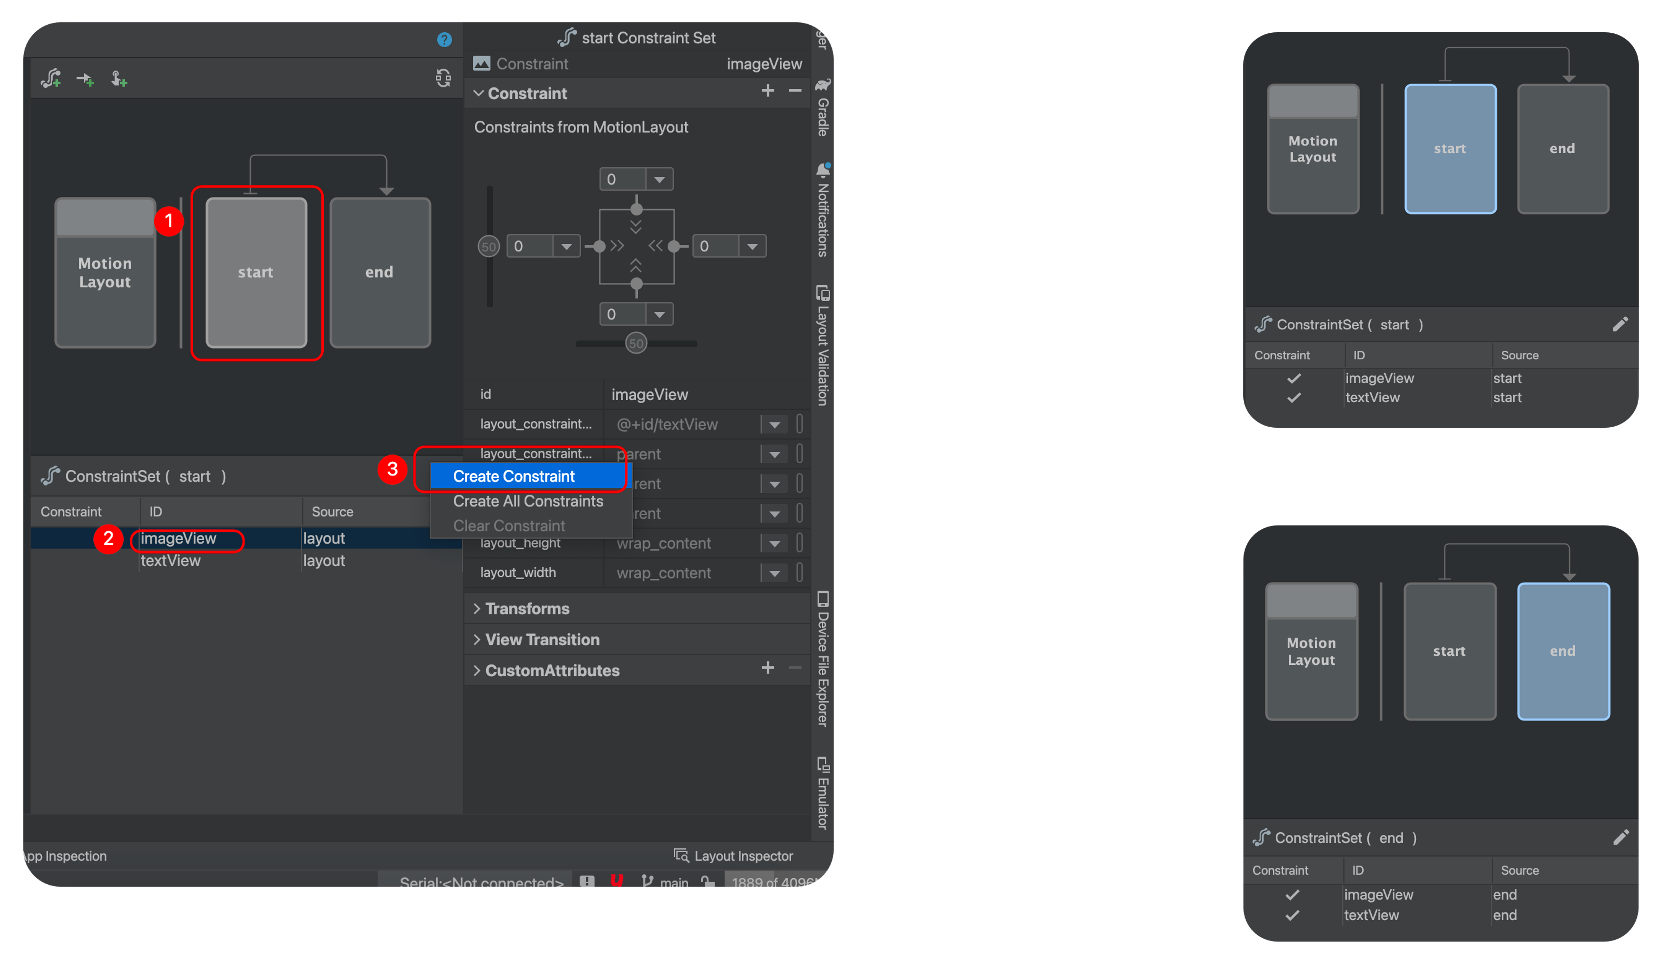 ?
start Constraint Set
Constraint imageView
Constraint + −
Constraints from MotionLayout
0
50
0
0
0
50
Motion
Layout
1
start
end
id imageView
layout_constraint... @+id/textView
layout_constraint... parent
3
Create Constraint
Create All Constraints
Clear Constraint
layout_height wrap_content
layout_width wrap_content
Transforms
View Transition
CustomAttributes + −
ConstraintSet ( start )
Constraint ID Source
2
imageView layout
textView layout
Gradle
Notifications
Layout Validation
Device File Explorer
Emulator
pp Inspection
Layout Inspector
Serial:<Not connected>
main
1889 of 4096
Motion
Layout
start
end
ConstraintSet ( start )
Constraint ID Source
imageView start
textView start
Motion
Layout
start
end
ConstraintSet ( end )
Constraint ID Source
imageView end
textView end